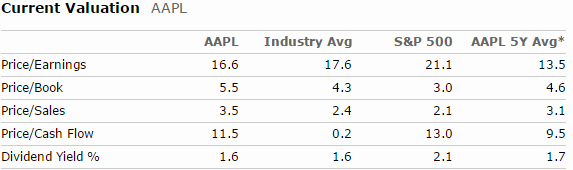 Current Valuation AAPL
AAPL Industry Avg S&P 500 AAPL 5Y Avg*
Price/Earnings 16.6 17.6 21.1 13.5
Price/Book 5.5 4.3 3.0 4.6
Price/Sales 3.5 2.4 2.1 3.1
Price/Cash Flow 11.5 0.2 13.0 9.5
Dividend Yield % 1.6 1.6 2.1 1.7